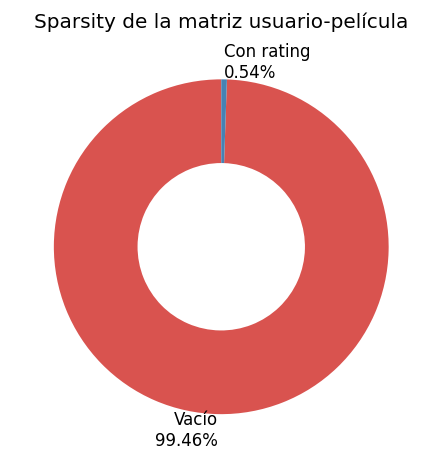 Sparsity de la matriz usuario-película
Con rating
0.54%
Vacío
99.46%